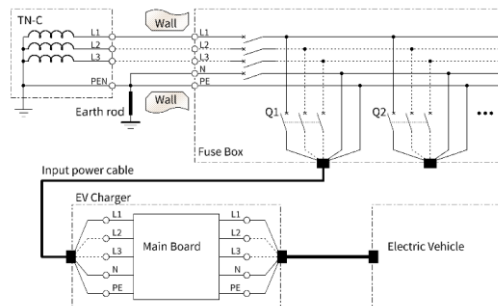 TN-C
Wall
L1
L2
L3
PEN
L1
L2
L3
N
PE
Wall
Earth rod
Q1
Q2
Fuse Box
Input power cable
EV Charger
L1
L2
L3
N
PE
Main Board
L1
L2
L3
N
PE
Electric Vehicle